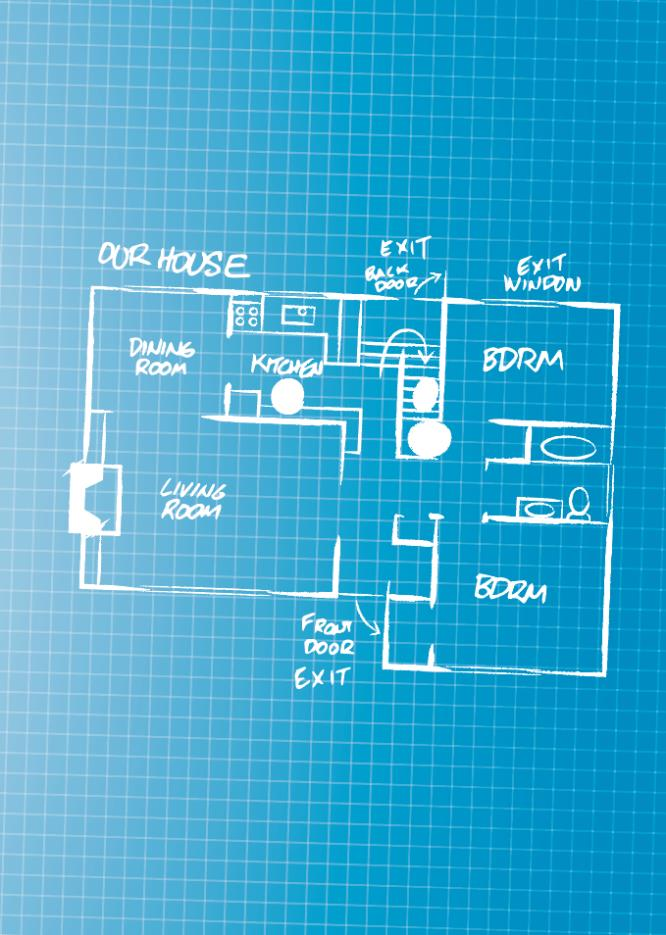 OUR HOUSE
EXIT
BACK
DOOR
EXIT
WINDOW
DINING
ROOM
KITCHEN
BDRM
LIVING
ROOM
BDRM
FRONT
DOOR
EXIT